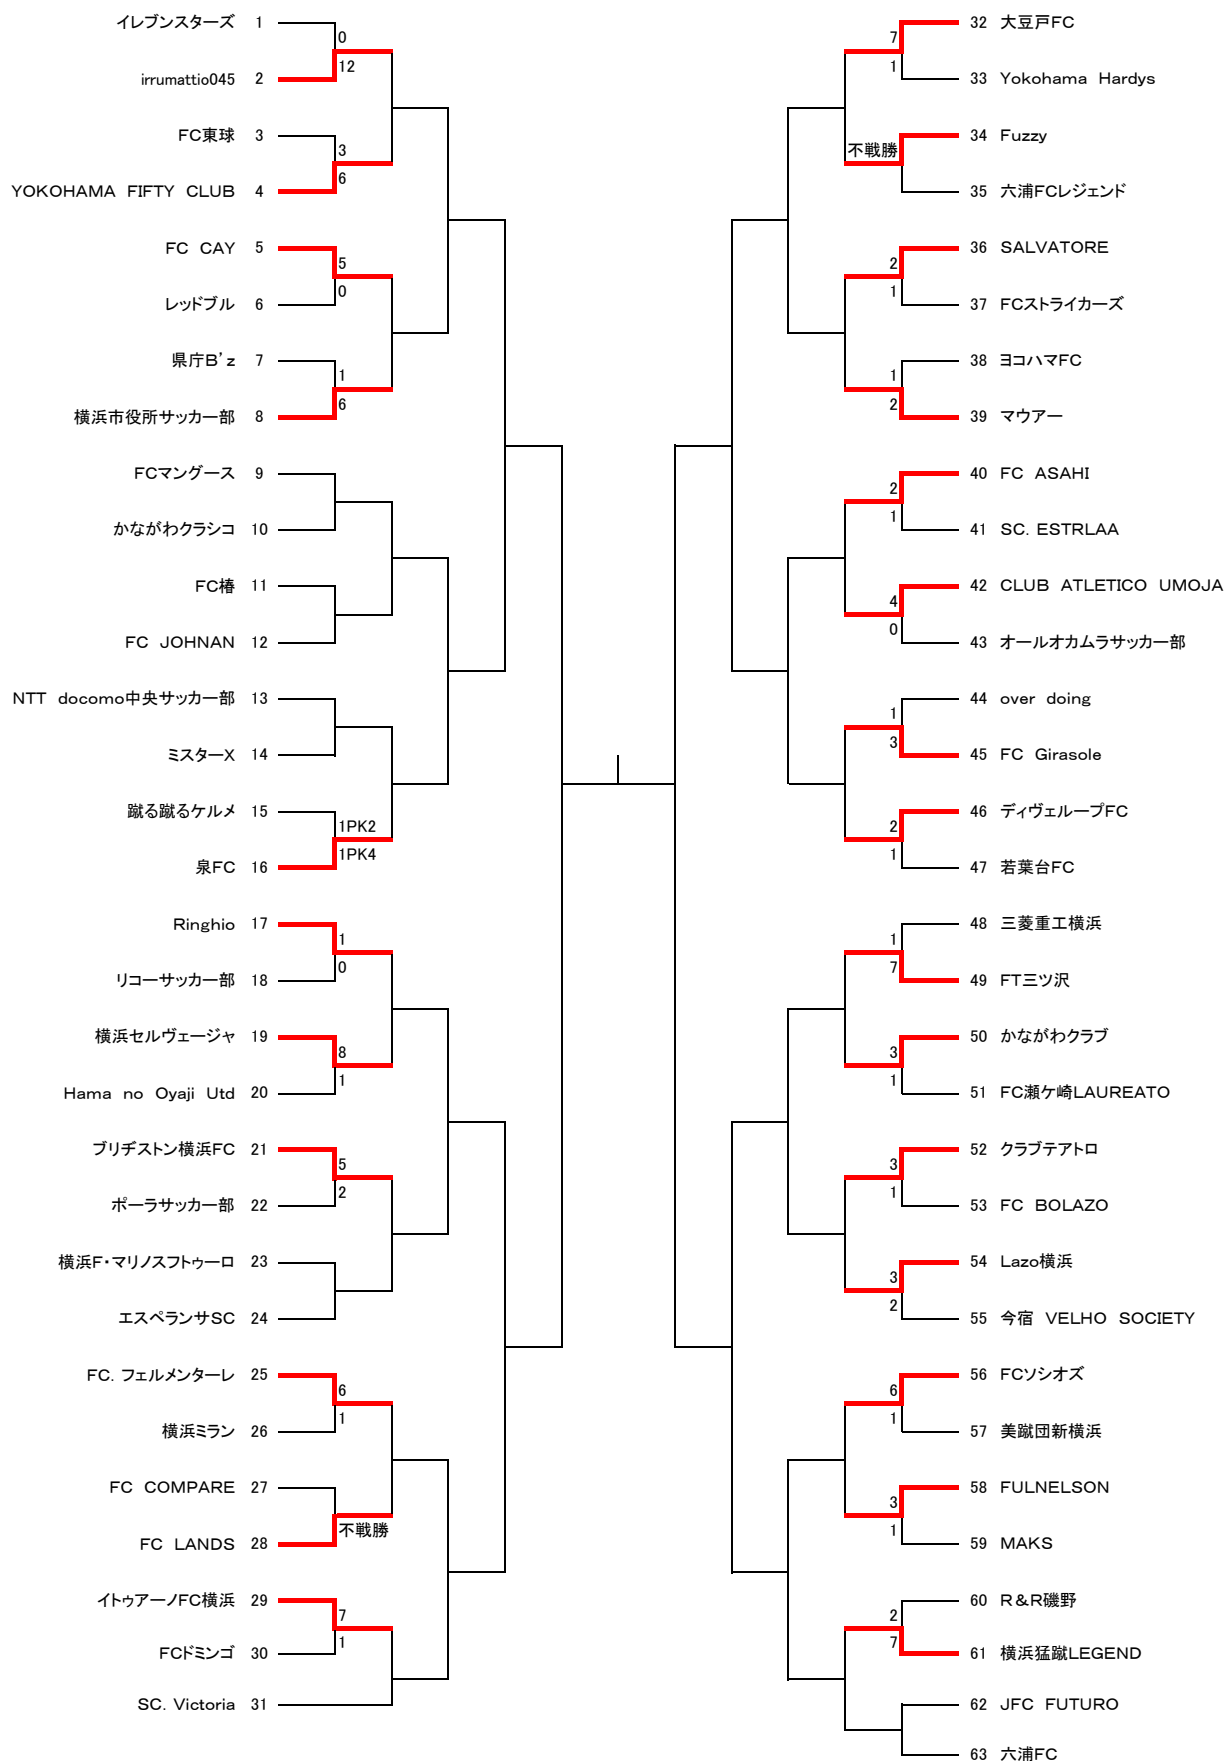 イレブンスターズ 1
0
12
irrumattio045 2
FC東球 3
3
6
YOKOHAMA FIFTY CLUB 4
FC CAY 5
5
0
レッドブル 6
県庁B'z 7
1
6
横浜市役所サッカー部 8
FCマングース 9
かながわクラシコ 10
FC椿 11
FC JOHNAN 12
NTT docomo中央サッカー部 13
ミスターX 14
蹴る蹴るケルメ 15
1PK2
1PK4
泉FC 16
Ringhio 17
1
0
リコーサッカー部 18
横浜セルヴェージャ 19
8
1
Hama no Oyaji Utd 20
ブリヂストン横浜FC 21
5
2
ポーラサッカー部 22
横浜F・マリノスフトゥーロ 23
エスペランサSC 24
FC. フェルメンターレ 25
6
1
横浜ミラン 26
FC COMPARE 27
不戦勝
FC LANDS 28
イトゥアーノFC横浜 29
7
1
FCドミンゴ 30
SC. Victoria 31
32 大豆戸FC
7
1
33 Yokohama Hardys
34 Fuzzy
不戦勝
35 六浦FCレジェンド
36 SALVATORE
2
1
37 FCストライカーズ
38 ヨコハマFC
1
2
39 マウアー
40 FC ASAHI
2
1
41 SC. ESTRLAA
42 CLUB ATLETICO UMOJA
4
0
43 オールオカムラサッカー部
44 over doing
1
3
45 FC Girasole
46 ディヴェループFC
2
1
47 若葉台FC
48 三菱重工横浜
1
7
49 FT三ツ沢
50 かながわクラブ
3
1
51 FC瀬ケ崎LAUREATO
52 クラブテアトロ
3
1
53 FC BOLAZO
54 Lazo横浜
3
2
55 今宿 VELHO SOCIETY
56 FCソシオズ
6
1
57 美蹴団新横浜
58 FULNELSON
3
1
59 MAKS
60 R&R磯野
2
7
61 横浜猛蹴LEGEND
62 JFC FUTURO
63 六浦FC